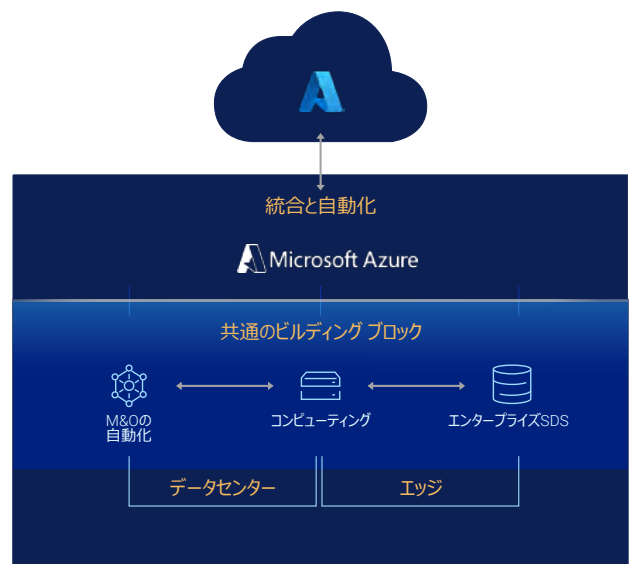 統合と自動化
Microsoft Azure
共通のビルディング ブロック
M&Oの
自動化
コンピューティング
エンタープライズSDS
データセンター
エッジ